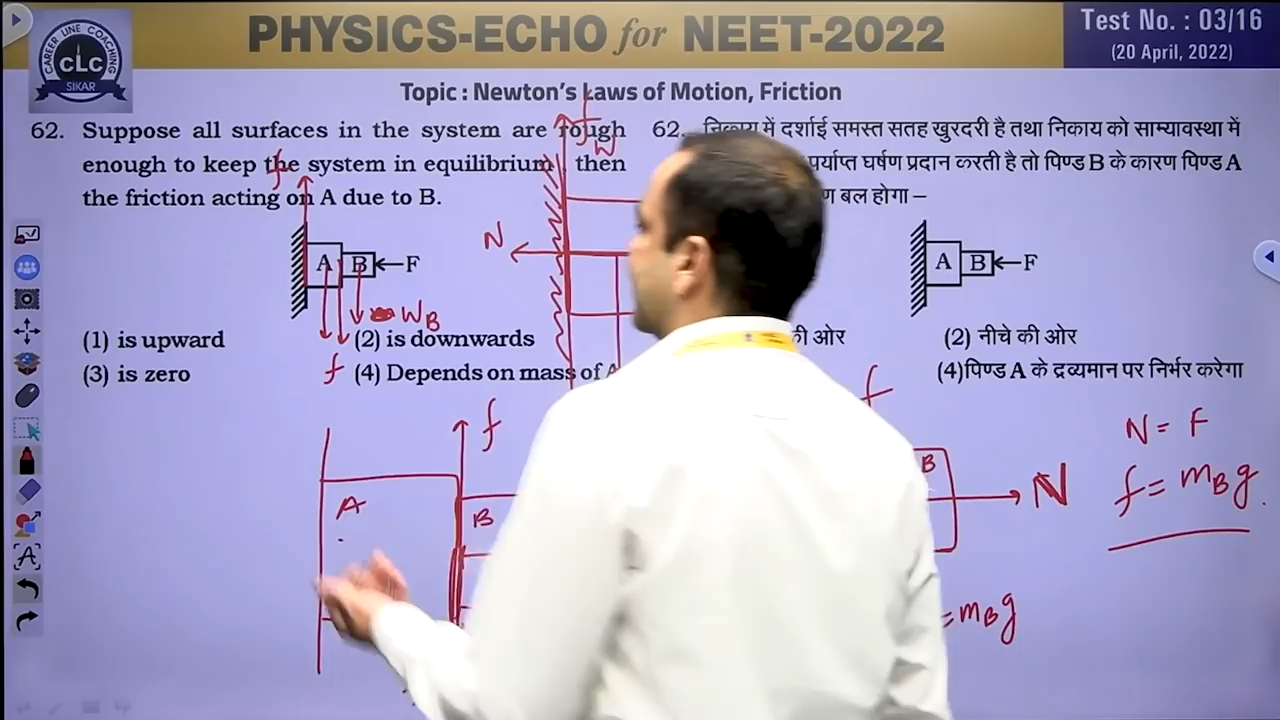 PHYSICS-ECHO for NEET-2022
Test No. : 03/16
(20 April, 2022)
CAREER LINE COACHING
CLC
SIKAR
Topic : Newton's Laws of Motion, Friction
62. Suppose all surfaces in the system are rough
enough to keep the system in equilibrium then
the friction acting on A due to B.
f
f
W
N
A B F
W_B
(1) is upward (2) is downwards
(3) is zero (4) Depends on mass of A
f
62. निकाय में दर्शाई समस्त सतह खुरदरी है तथा निकाय को साम्यावस्था में
पर्याप्त घर्षण प्रदान करती है तो पिण्ड B के कारण पिण्ड A
बल होगा –
A B F
की ओर (2) नीचे की ओर
(4)पिण्ड A के द्रव्यमान पर निर्भर करेगा
f
f
A
B
B
N
N = F
f = m_B g
= m_B g